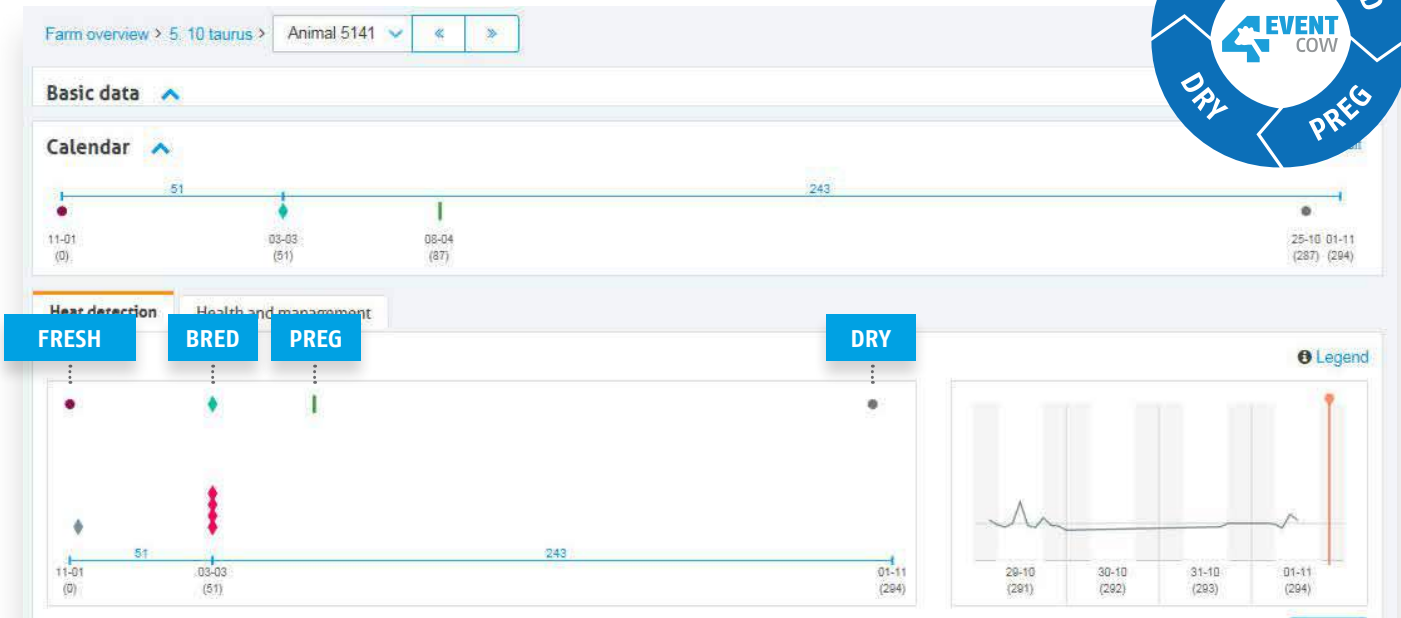 Farm overview > 5. 10 taurus > Animal 5141 « »
EVENT
COW
DRY
PREG
Basic data
Calendar
51 243
11-01 03-03 08-04 25-10 01-11
(0) (51) (87) (287) (294)
Heat detection Health and management
FRESH BRED PREG DRY
Legend
51 243
11-01 03-03 01-11
(0) (51) (294)
29-10 30-10 31-10 01-11
(291) (292) (293) (294)